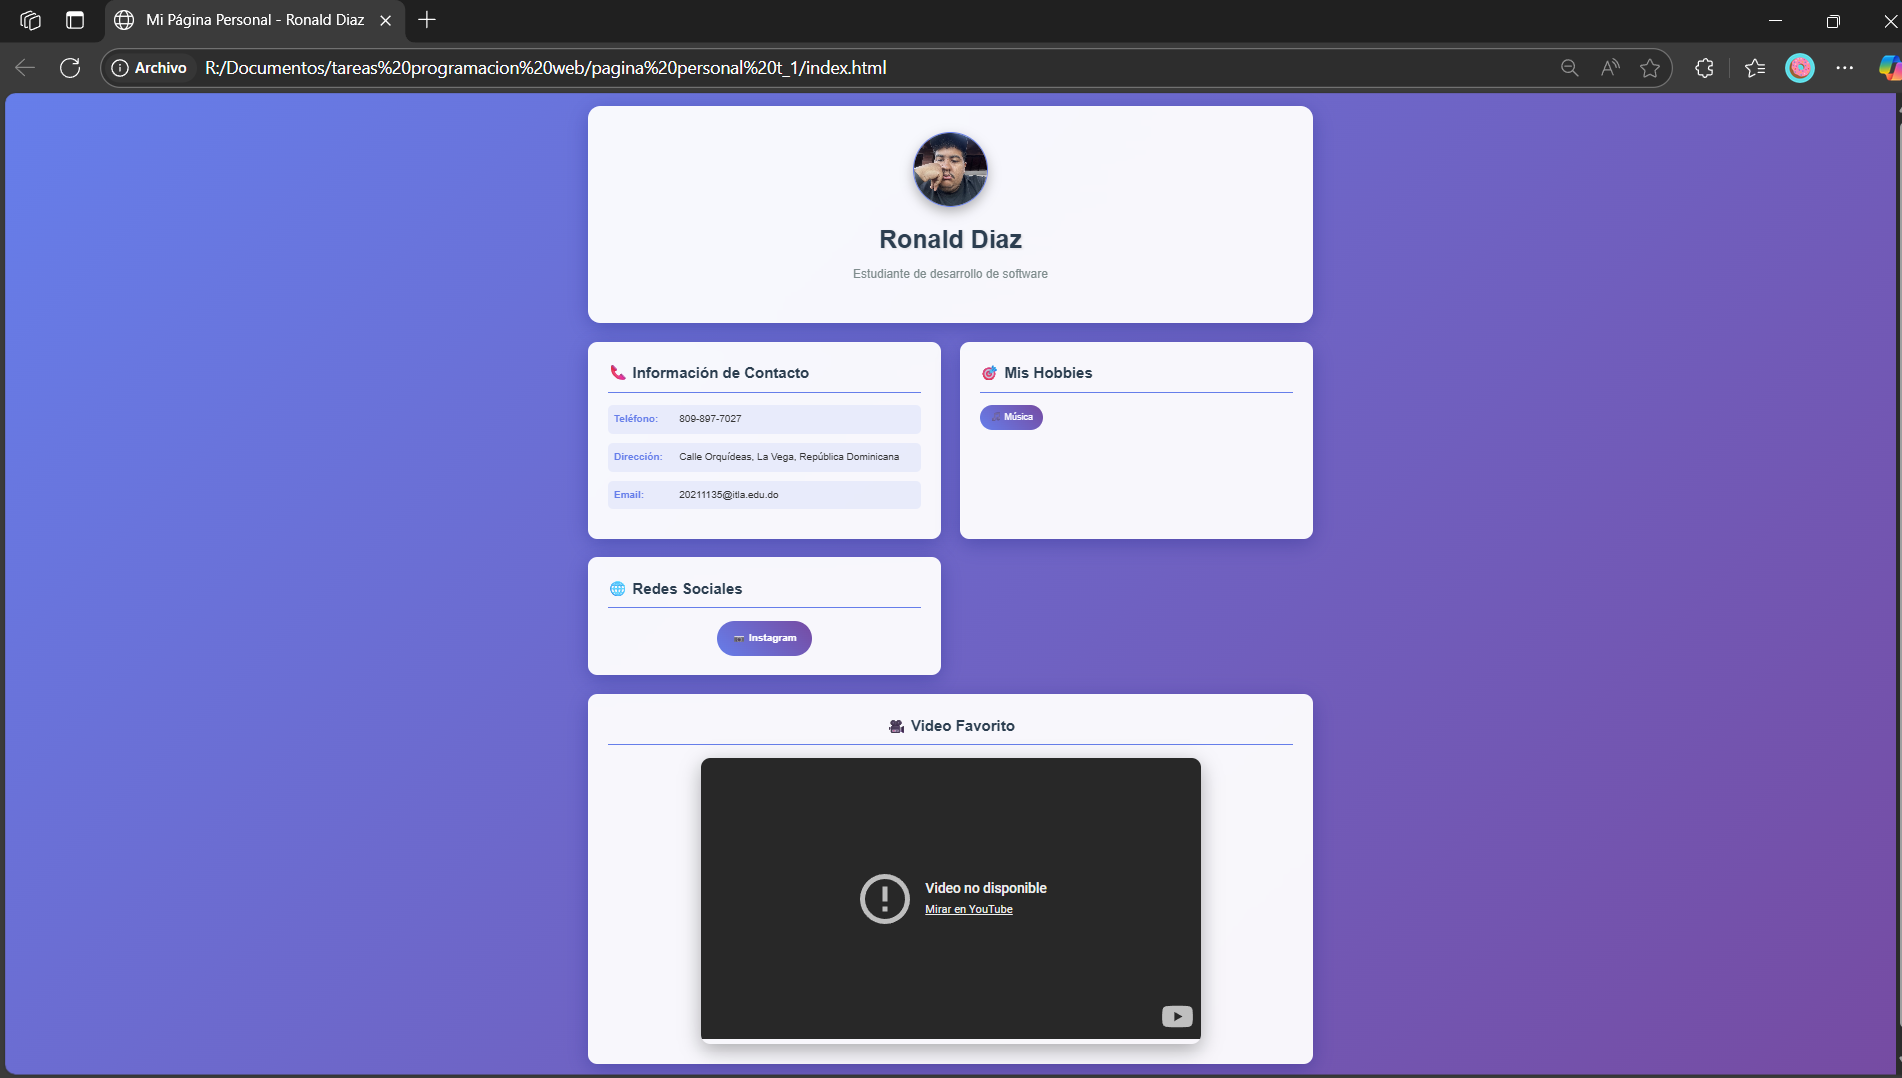 Mi Página Personal - Ronald Diaz
Archivo
R:/Documentos/tareas%20programacion%20web/pagina%20personal%20t_1/index.html
Ronald Diaz
Estudiante de desarrollo de software
Información de Contacto
Teléfono: 809-897-7027
Dirección: Calle Orquídeas, La Vega, República Dominicana
Email: 20211135@itla.edu.do
Mis Hobbies
Música
Redes Sociales
Instagram
Video Favorito
Video no disponible
Mirar en YouTube